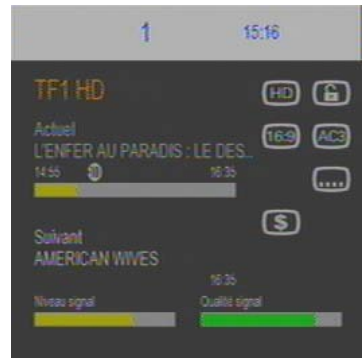 1 15:16
TF1 HD
HD
Actuel
16:9 AC3
L'ENFER AU PARADIS : LE DES...
14:55 16:35
....
$
Suivant
AMERICAN WIVES
16:35
Niveau signal Qualité signal